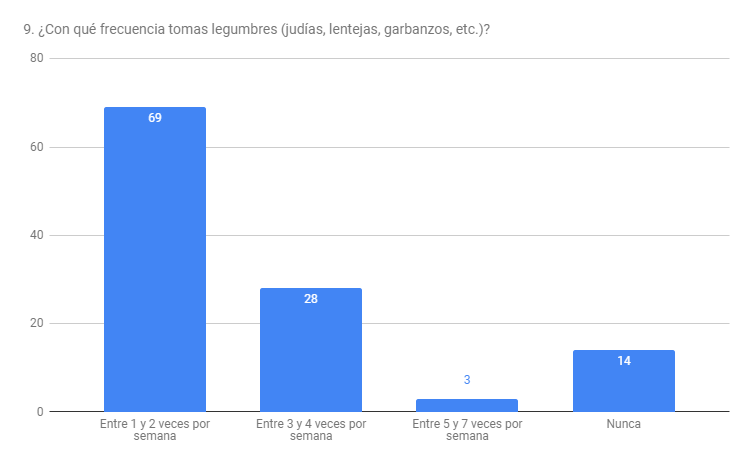 9. ¿Con qué frecuencia tomas legumbres (judías, lentejas, garbanzos, etc.)?
80
60
40
20
0
69
28
3
14
Entre 1 y 2 veces por
semana
Entre 3 y 4 veces por
semana
Entre 5 y 7 veces por
semana
Nunca